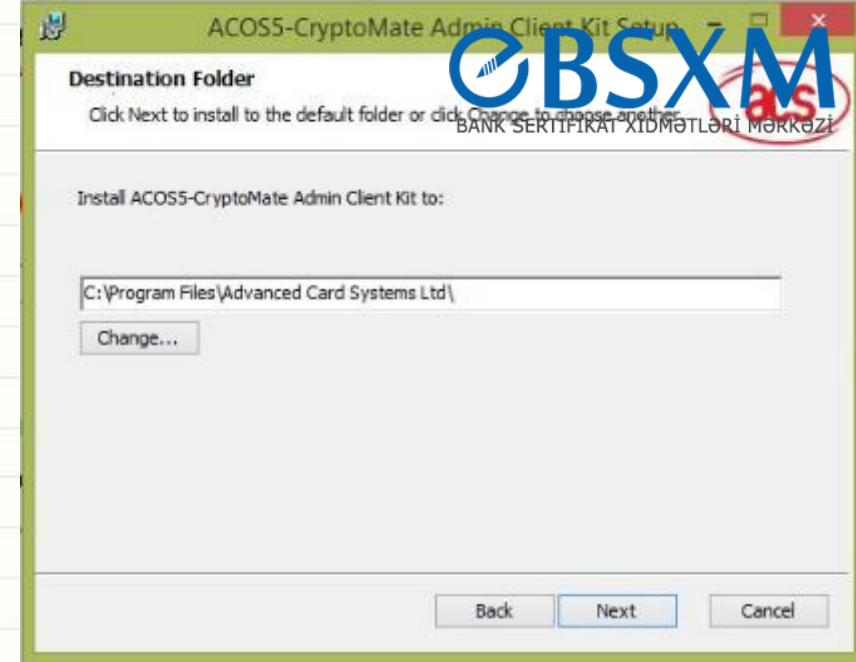 ACOS5-CryptoMate Admin Client Kit Setup
eBSXM
BANK SERTİFİKAT XİDMƏTLƏRİ MƏRKƏZİ
acs
Destination Folder
Click Next to install to the default folder or click Change to choose another.
Install ACOS5-CryptoMate Admin Client Kit to:
C:\Program Files\Advanced Card Systems Ltd\
Change...
Back
Next
Cancel